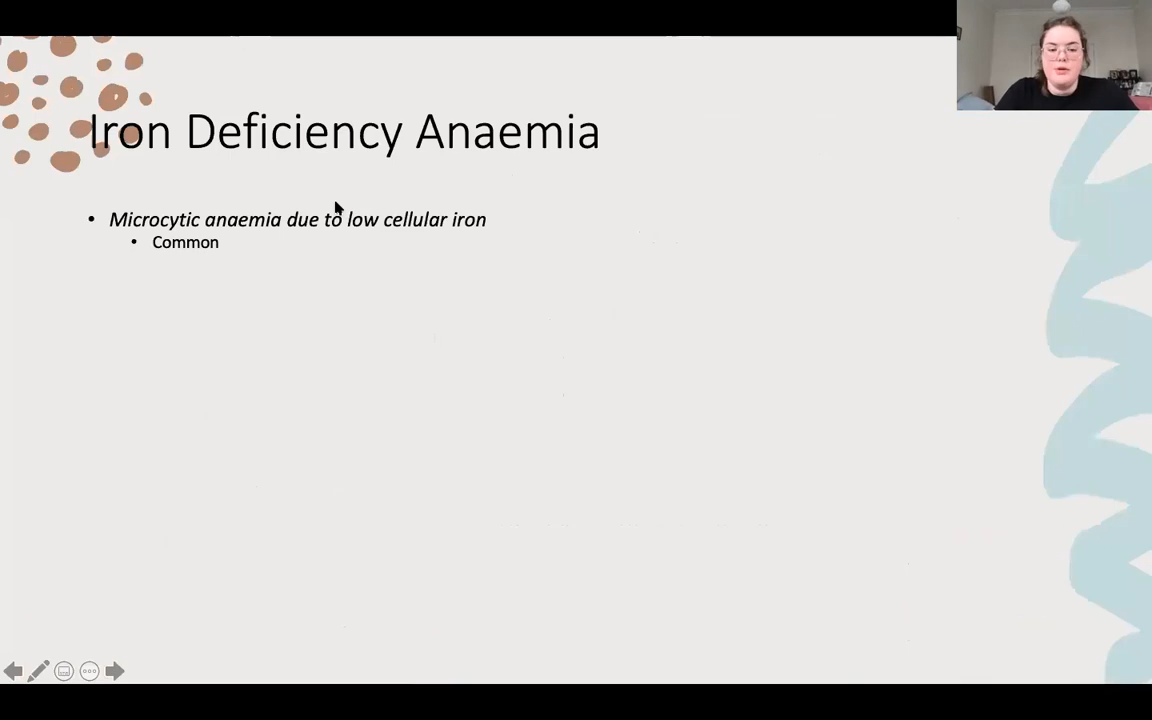 Iron Deficiency Anaemia
• Microcytic anaemia due to low cellular iron
• Common